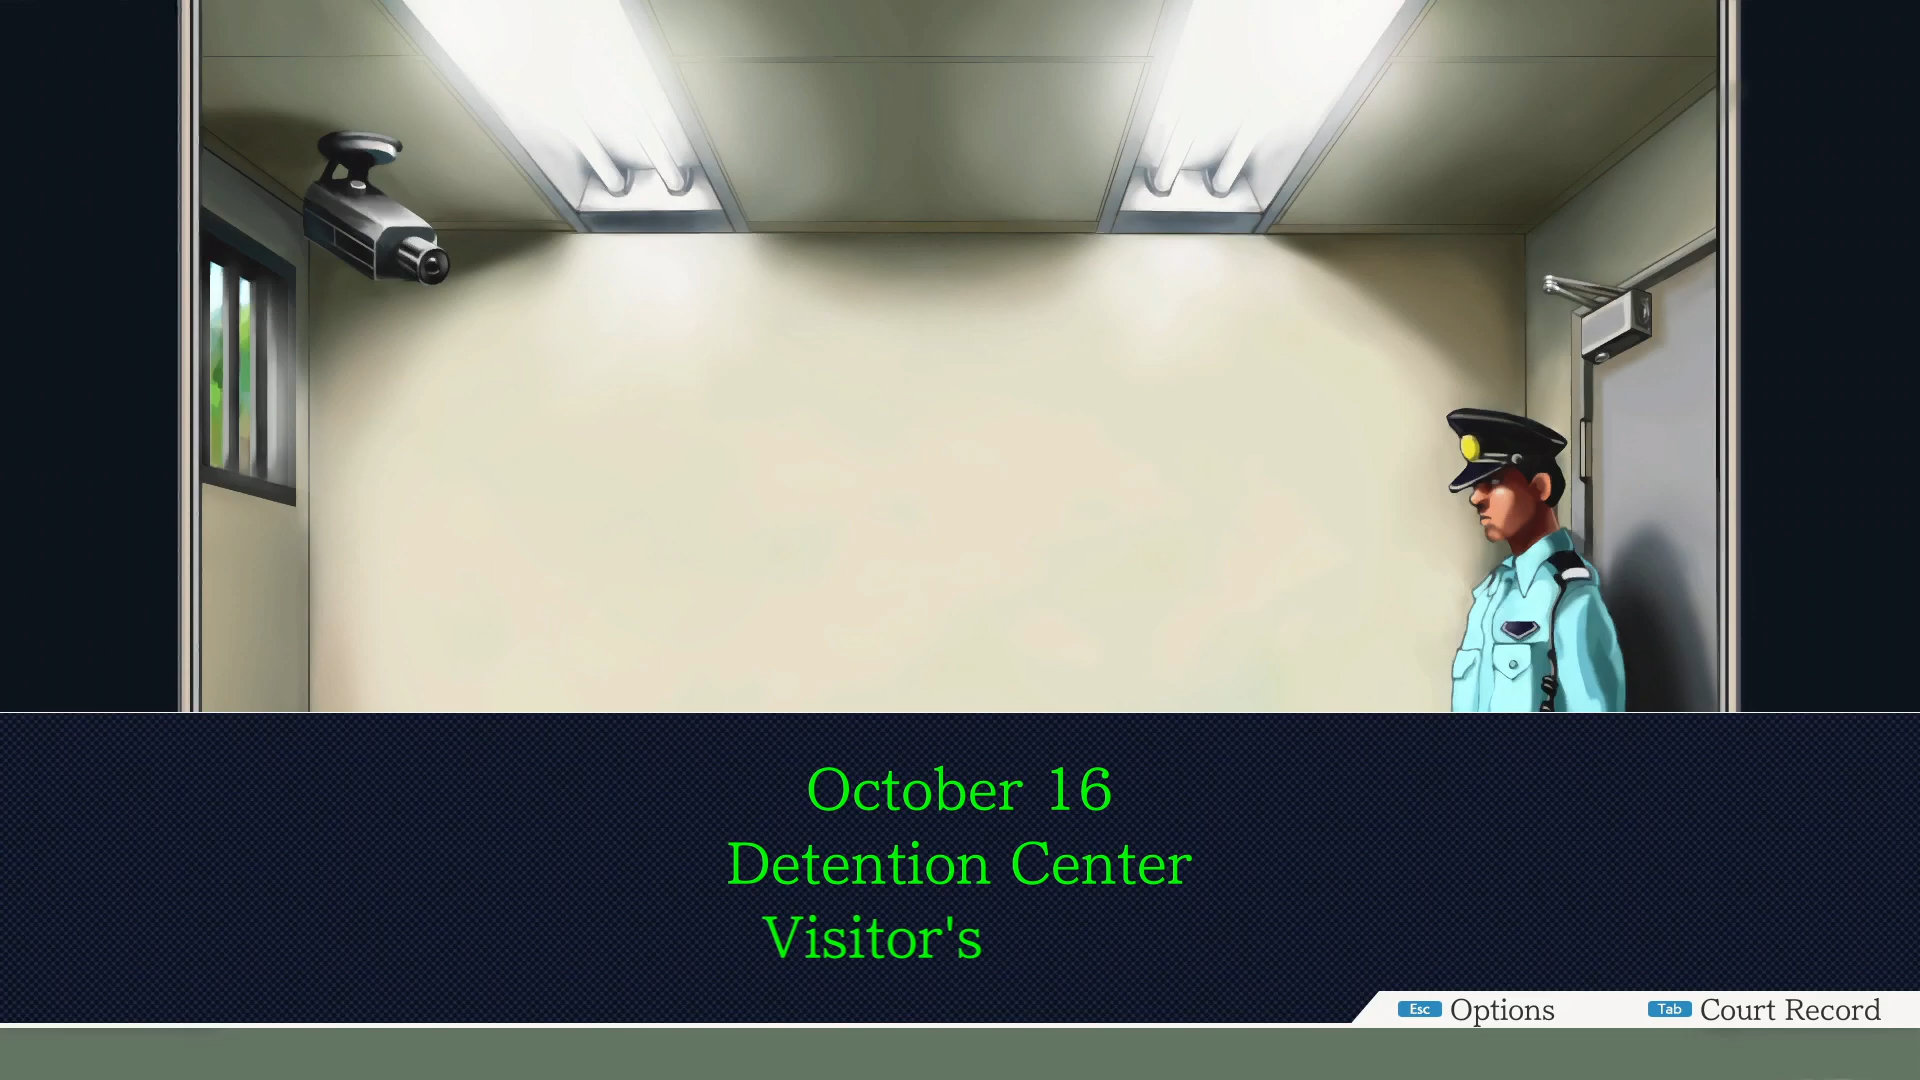 October 16
Detention Center
Visitor's
Esc Options Tab Court Record